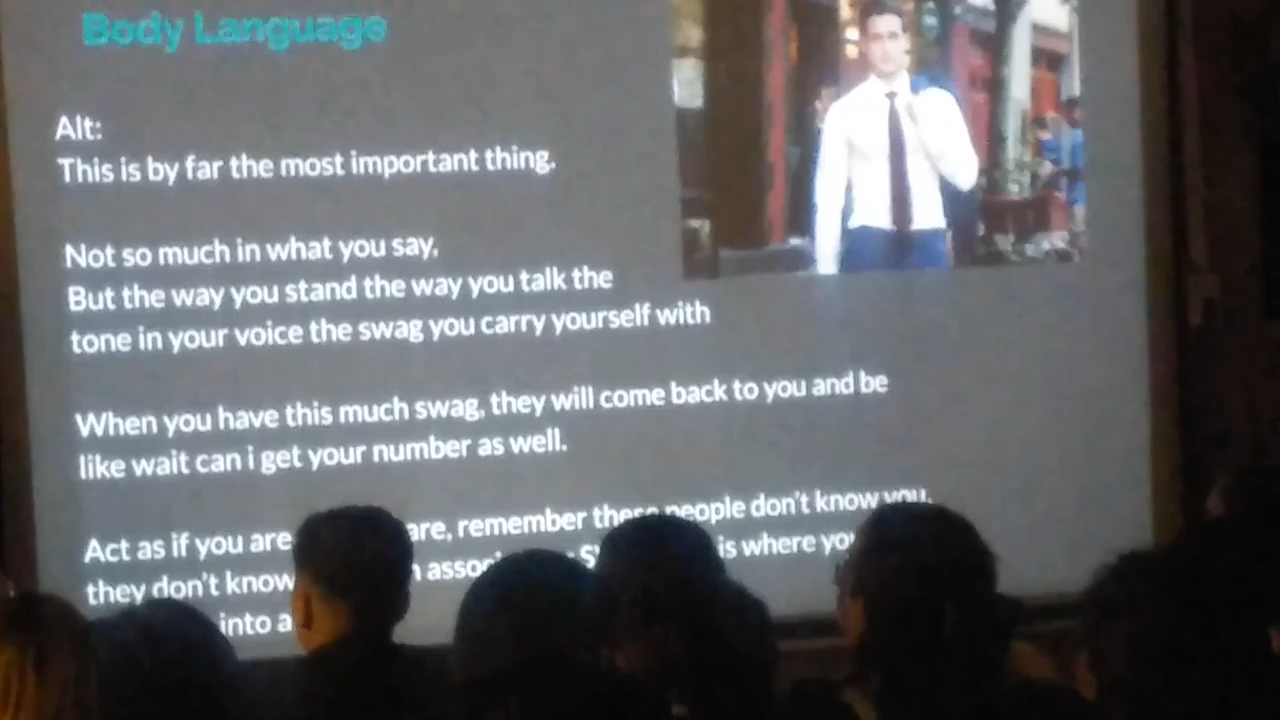 Body Language
Alt:
This is by far the most important thing.
Not so much in what you say,
But the way you stand the way you talk the
tone in your voice the swag you carry yourself with
When you have this much swag, they will come back to you and be
like wait can i get your number as well.
Act as if you are are, remember these people don't know you,
they don't know is where you
into a